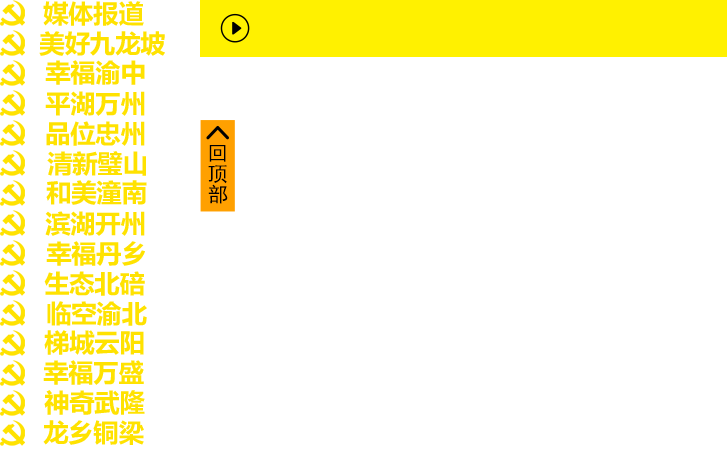 媒体报道
美好九龙坡
幸福渝中
平湖万州
品位忠州
清新璧山
和美潼南
滨湖开州
幸福丹乡
生态北碚
临空渝北
梯城云阳
幸福万盛
神奇武隆
龙乡铜梁
回
顶
部